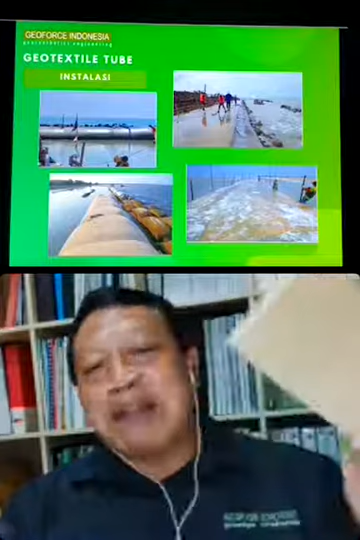 GEOFORCE INDONESIA
geosynthetics engineering
GEOTEXTILE TUBE
INSTALASI